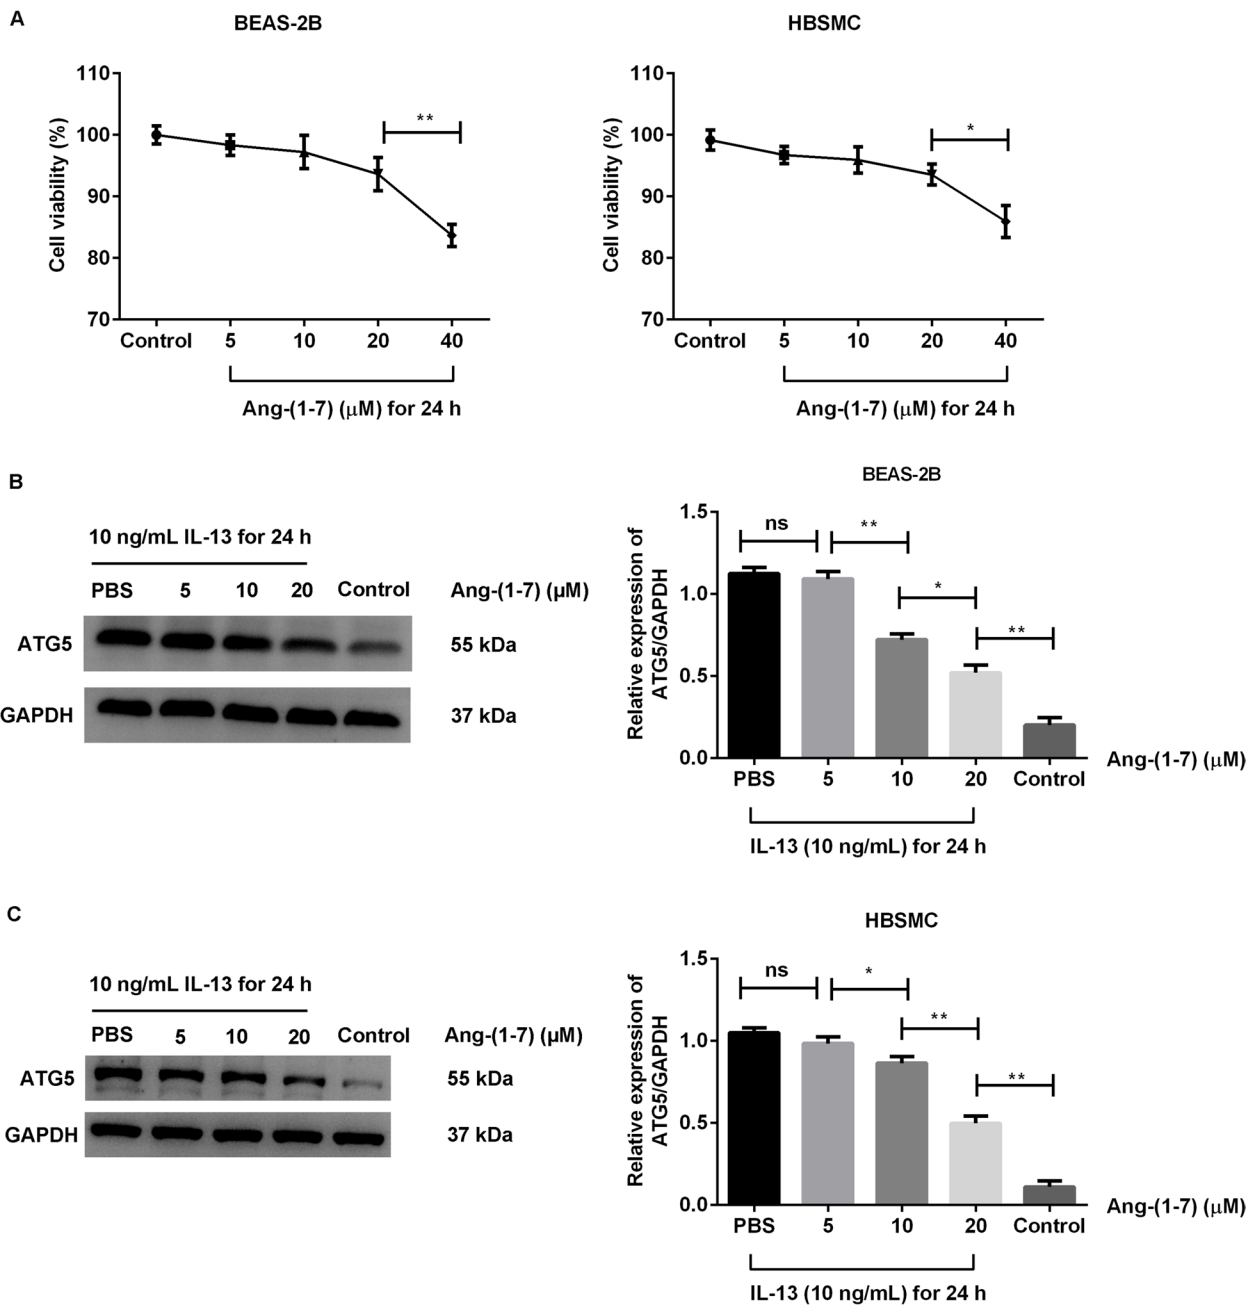 A
BEAS-2B
HBSMC
Cell viability (%)
110
100
90
80
70
**
Control 5 10 20 40
Ang-(1-7) (μM) for 24 h
Cell viability (%)
110
100
90
80
70
*
Control 5 10 20 40
Ang-(1-7) (μM) for 24 h
B
10 ng/mL IL-13 for 24 h
PBS 5 10 20 Control Ang-(1-7) (μM)
ATG5 55 kDa
GAPDH 37 kDa
BEAS-2B
Relative expression of
ATG5/GAPDH
1.5
1.0
0.5
0.0
ns ** * **
PBS 5 10 20 Control Ang-(1-7) (μM)
IL-13 (10 ng/mL) for 24 h
C
10 ng/mL IL-13 for 24 h
PBS 5 10 20 Control Ang-(1-7) (μM)
ATG5 55 kDa
GAPDH 37 kDa
HBSMC
Relative expression of
ATG5/GAPDH
1.5
1.0
0.5
0.0
ns * ** **
PBS 5 10 20 Control Ang-(1-7) (μM)
IL-13 (10 ng/mL) for 24 h